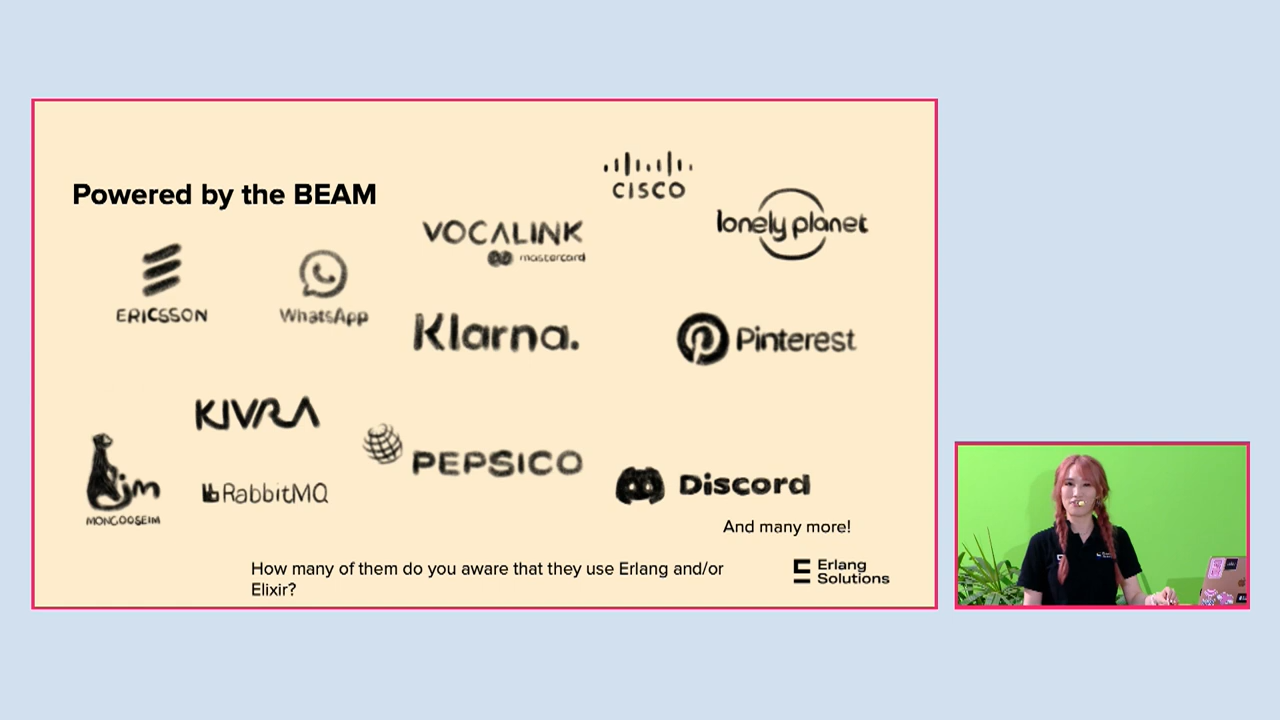 Powered by the BEAM
CISCO
lonely planet
VOCALINK
mastercard
ERICSSON
WhatsApp
Klarna.
Pinterest
KIVRA
PEPSICO
jm
MONGOOSEIM
RabbitMQ
Discord
And many more!
How many of them do you aware that they use Erlang and/or
Elixir?
Erlang
Solutions